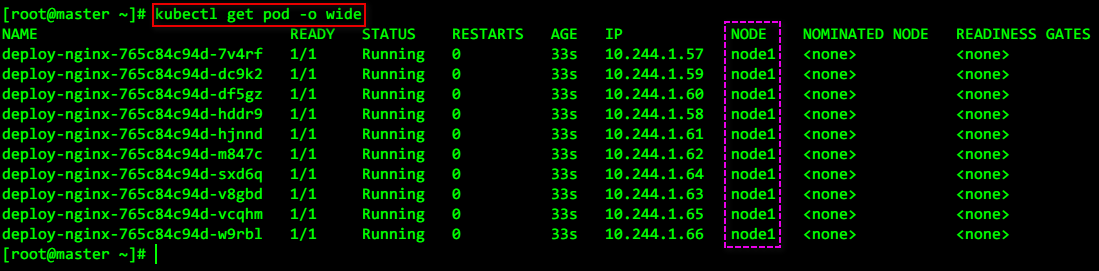 [root@master ~]# kubectl get pod -o wide
NAME READY STATUS RESTARTS AGE IP NODE NOMINATED NODE READINESS GATES
deploy-nginx-765c84c94d-7v4rf 1/1 Running 0 33s 10.244.1.57 node1 <none> <none>
deploy-nginx-765c84c94d-dc9k2 1/1 Running 0 33s 10.244.1.59 node1 <none> <none>
deploy-nginx-765c84c94d-df5gz 1/1 Running 0 33s 10.244.1.60 node1 <none> <none>
deploy-nginx-765c84c94d-hddr9 1/1 Running 0 33s 10.244.1.58 node1 <none> <none>
deploy-nginx-765c84c94d-hjnnd 1/1 Running 0 33s 10.244.1.61 node1 <none> <none>
deploy-nginx-765c84c94d-m847c 1/1 Running 0 33s 10.244.1.62 node1 <none> <none>
deploy-nginx-765c84c94d-sxd6q 1/1 Running 0 33s 10.244.1.64 node1 <none> <none>
deploy-nginx-765c84c94d-v8gbd 1/1 Running 0 33s 10.244.1.63 node1 <none> <none>
deploy-nginx-765c84c94d-vcqhm 1/1 Running 0 33s 10.244.1.65 node1 <none> <none>
deploy-nginx-765c84c94d-w9rbl 1/1 Running 0 33s 10.244.1.66 node1 <none> <none>
[root@master ~]#